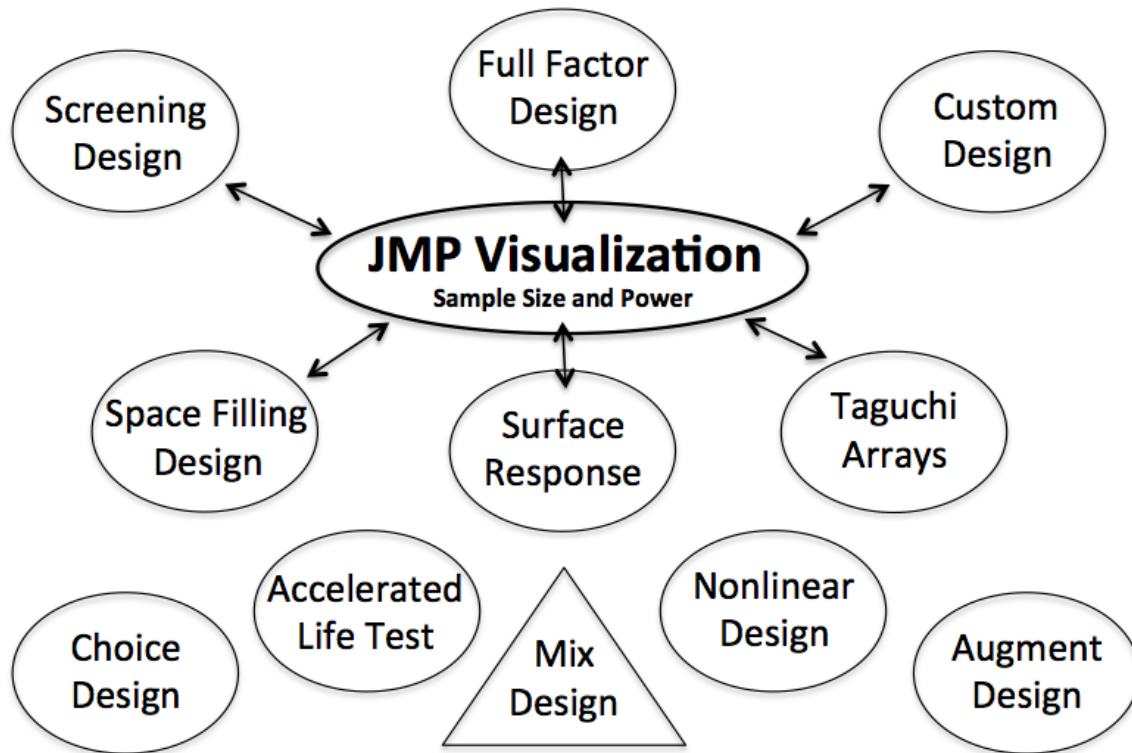 Full Factor
Design
Screening
Design
Custom
Design
JMP Visualization
Sample Size and Power
Space Filling
Design
Surface
Response
Taguchi
Arrays
Accelerated
Life Test
Nonlinear
Design
Choice
Design
Mix
Design
Augment
Design